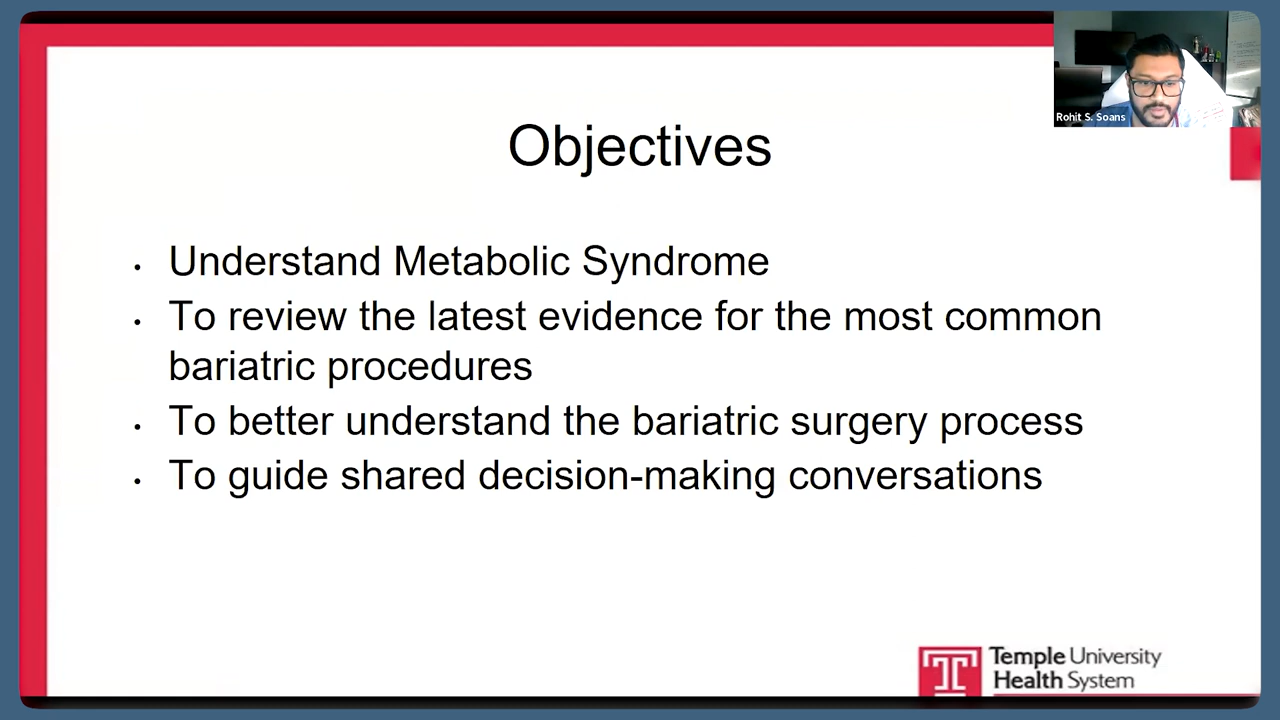 Rohit S. Soans
Objectives
• Understand Metabolic Syndrome
• To review the latest evidence for the most common
bariatric procedures
• To better understand the bariatric surgery process
• To guide shared decision-making conversations
T Temple University
Health System